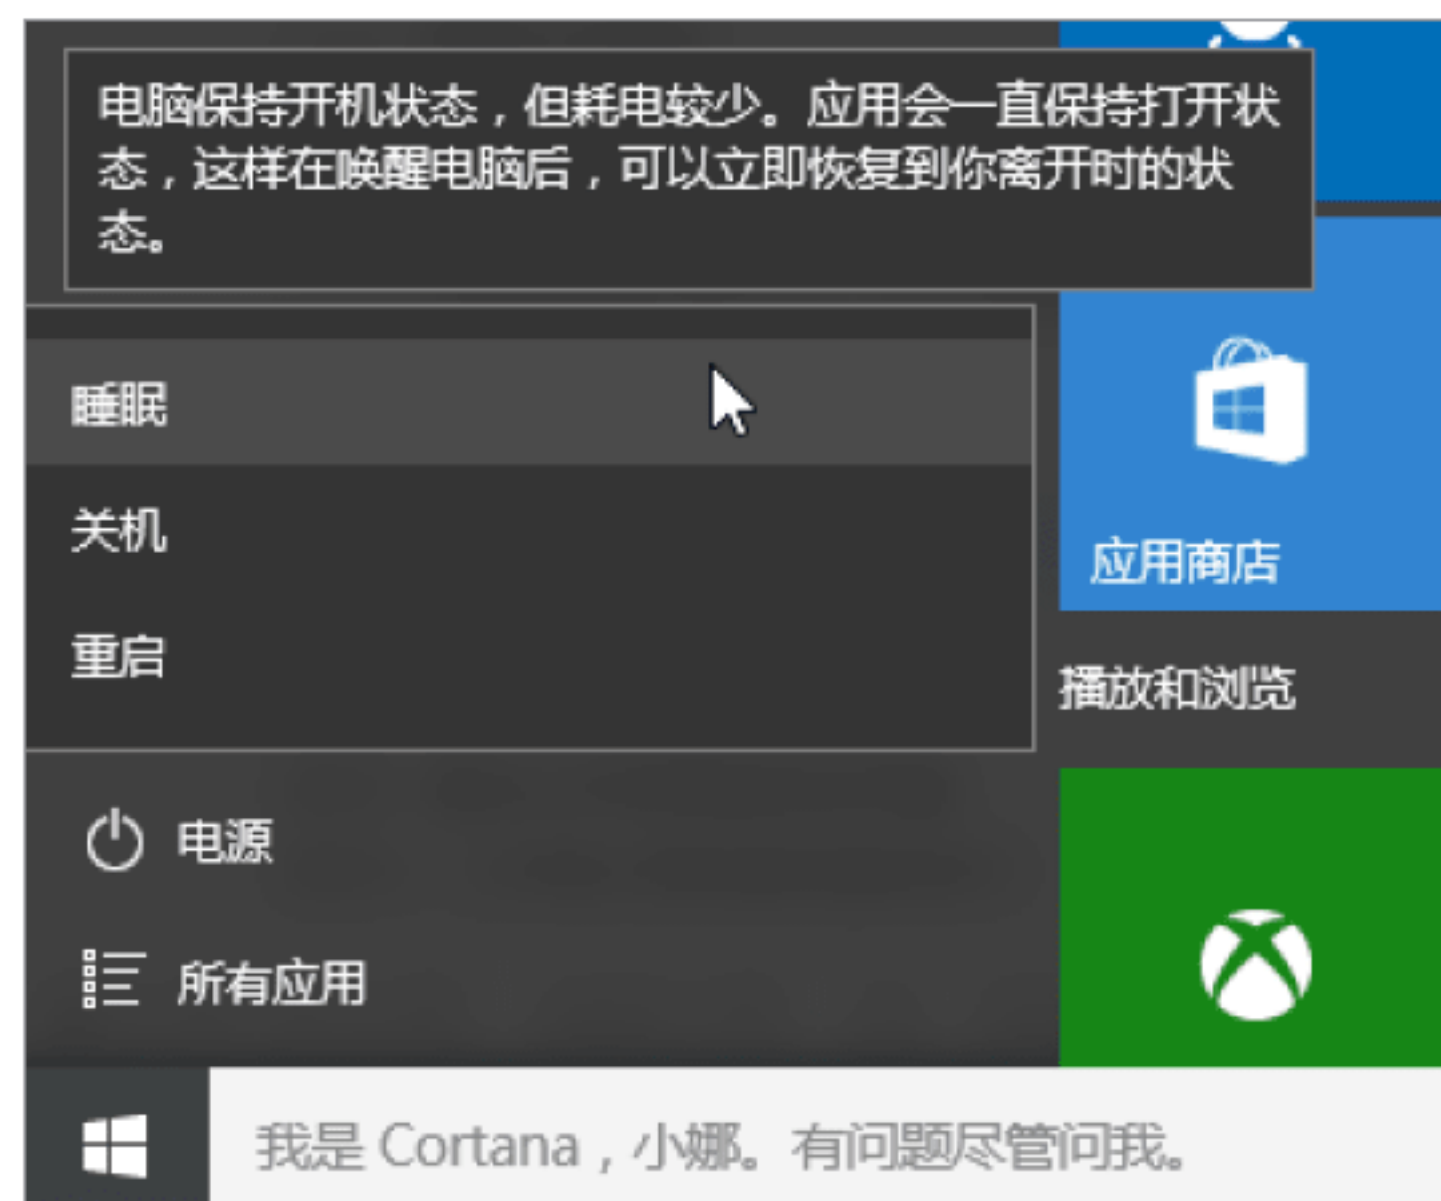 电脑保持开机状态，但耗电较少。应用会一直保持打开状
态，这样在唤醒电脑后，可以立即恢复到你离开时的状
态。
睡眠
关机
应用商店
重启
播放和浏览
电源
所有应用
我是 Cortana，小娜。有问题尽管问我。